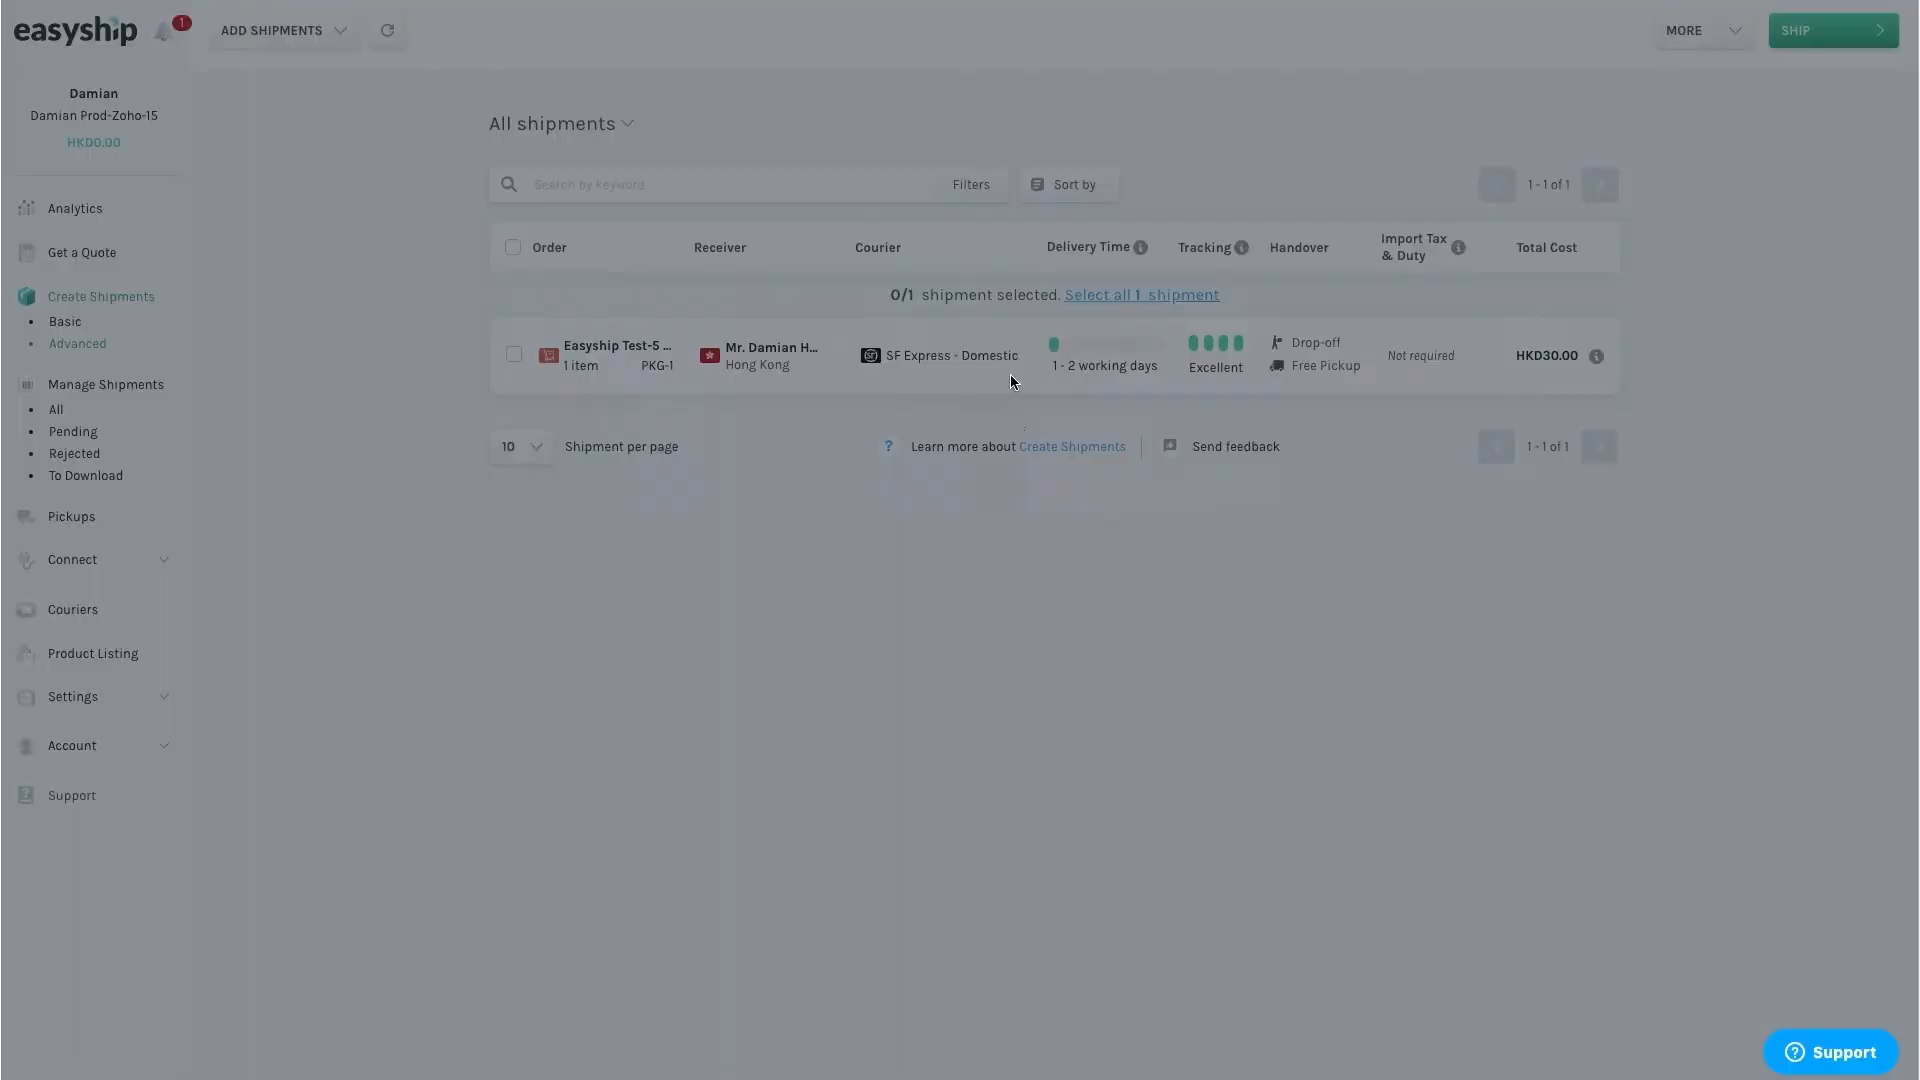 easyship
1
ADD SHIPMENTS
MORE
SHIP
Damian
Damian Prod-Zoho-15
HKD0.00
All shipments
Search by keyword
Filters
Sort by
1 - 1 of 1
Analytics
Get a Quote
Create Shipments
Basic
Advanced
Manage Shipments
All
Pending
Rejected
To Download
Pickups
Connect
Couriers
Product Listing
Settings
Account
Support
Order
Receiver
Courier
Delivery Time
Tracking
Handover
Import Tax
& Duty
Total Cost
0/1 shipment selected. Select all 1 shipment
Easyship Test-5 ...
1 item PKG-1
Mr. Damian H...
Hong Kong
SF Express - Domestic
1 - 2 working days
Excellent
Drop-off
Free Pickup
Not required
HKD30.00
10
Shipment per page
? Learn more about Create Shipments
Send feedback
1 - 1 of 1
Support